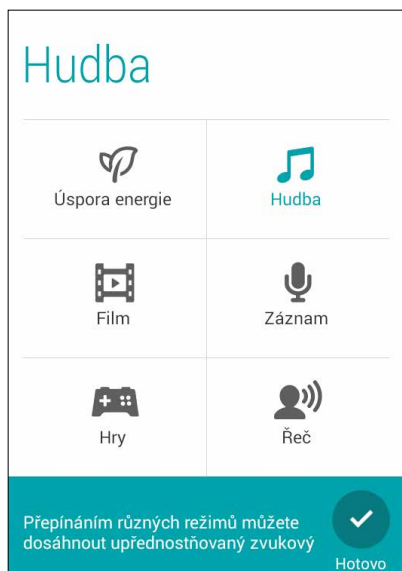 Hudba
Úspora energie
Hudba
Film
Záznam
Hry
Řeč
Přepínáním různých režimů můžete
dosáhnout upřednostňovaný zvukový
Hotovo